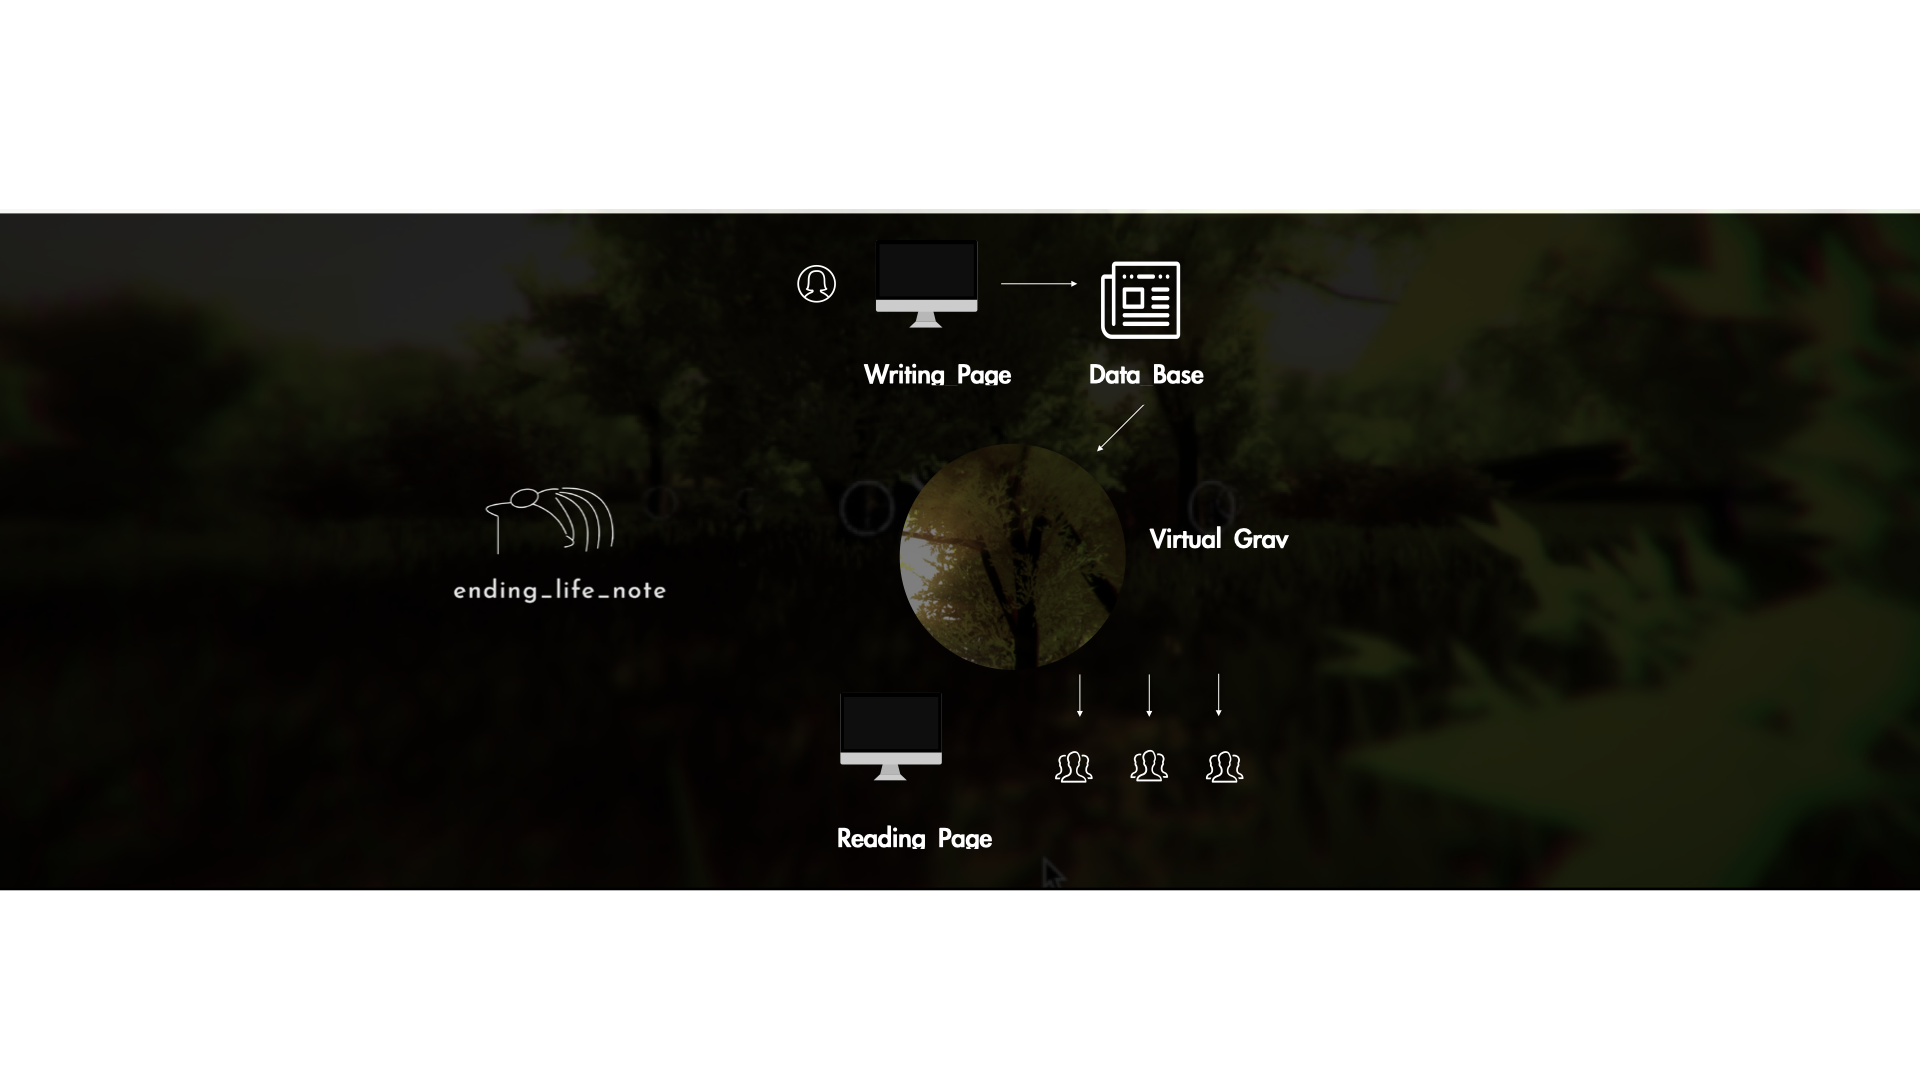 Writing Page
Data Base
Virtual Grav
ending_life_note
Reading Page